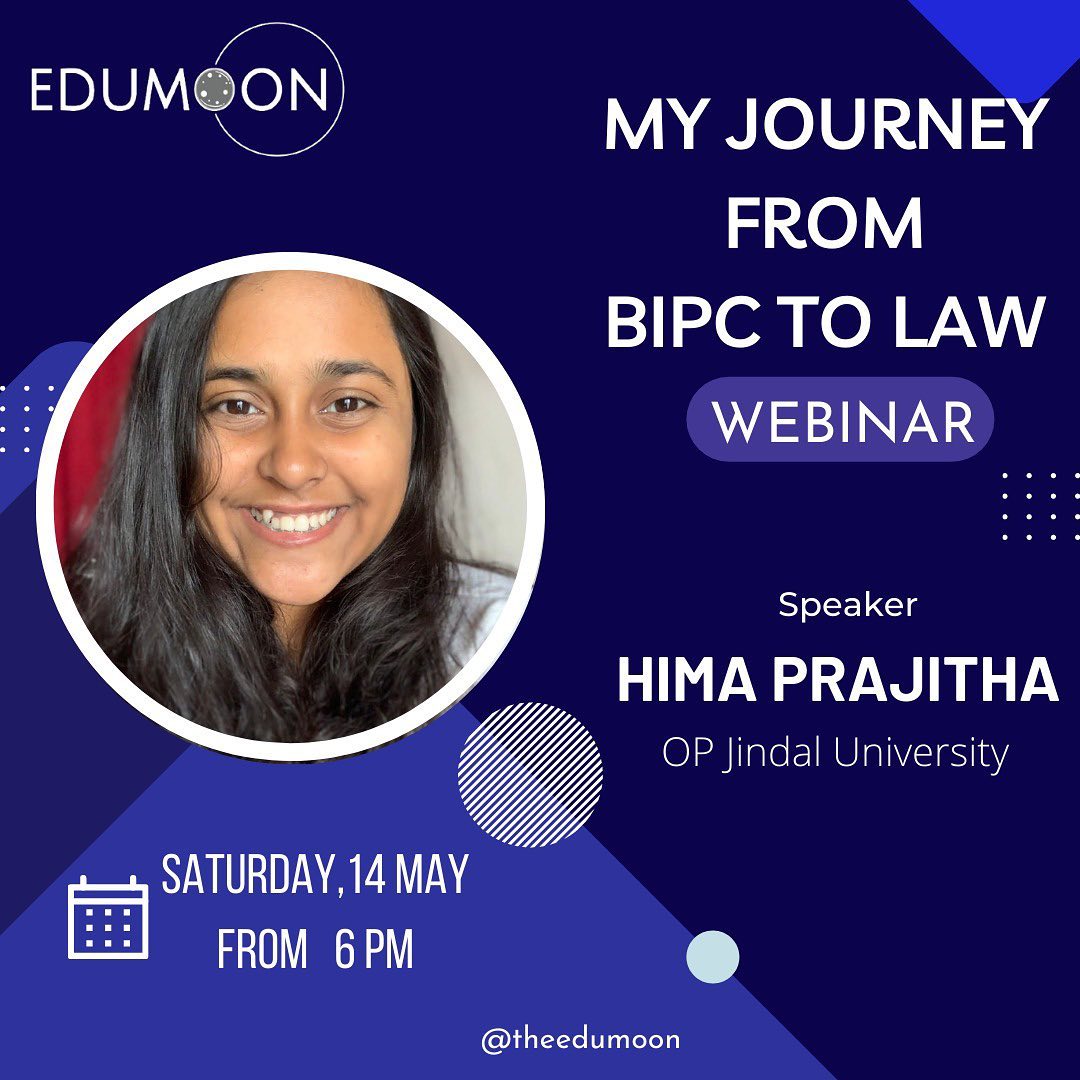 EDUMOON
MY JOURNEY
FROM
BIPC TO LAW
WEBINAR
Speaker
HIMA PRAJITHA
OP Jindal University
SATURDAY,14 MAY
FROM 6 PM
@theedumoon